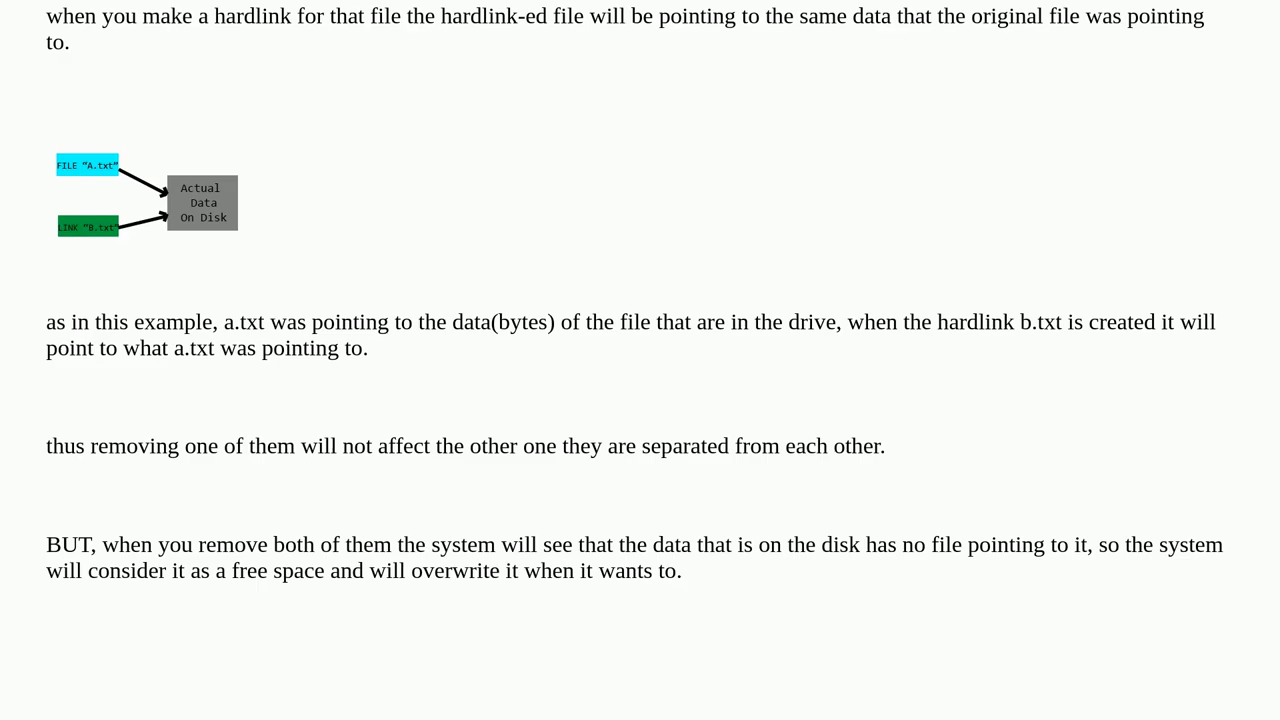 when you make a hardlink for that file the hardlink-ed file will be pointing to the same data that the original file was pointing
to.
FILE “A.txt”
Actual
Data
On Disk
LINK “B.txt”
as in this example, a.txt was pointing to the data(bytes) of the file that are in the drive, when the hardlink b.txt is created it will
point to what a.txt was pointing to.
thus removing one of them will not affect the other one they are separated from each other.
BUT, when you remove both of them the system will see that the data that is on the disk has no file pointing to it, so the system
will consider it as a free space and will overwrite it when it wants to.